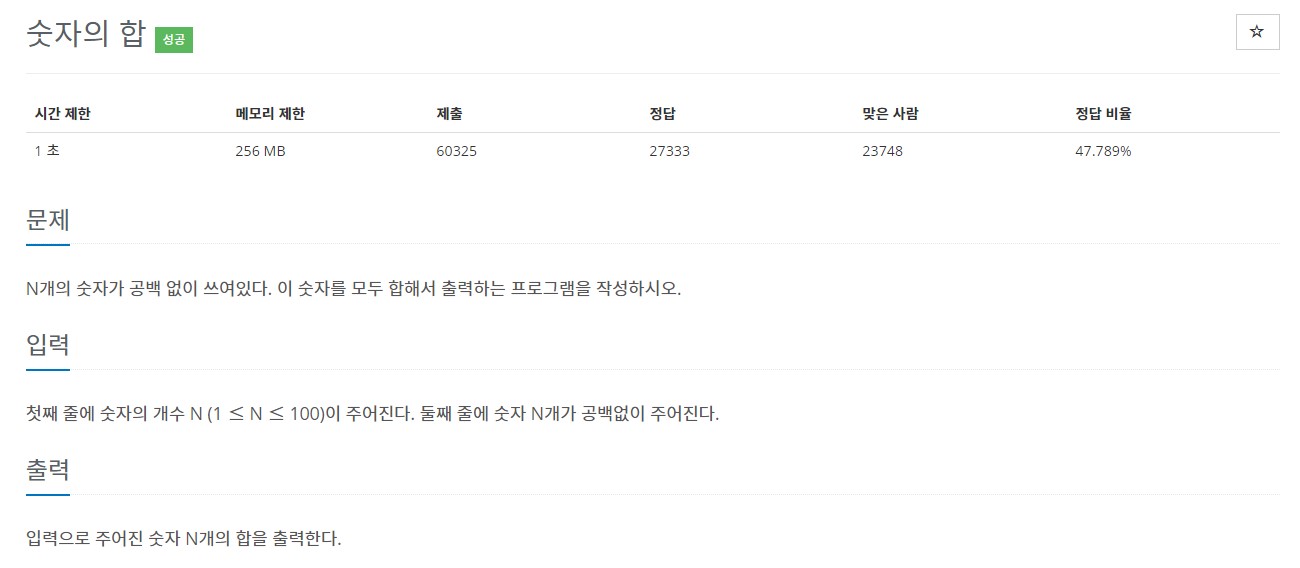 숫자의 합 성공 ☆
시간 제한 메모리 제한 제출 정답 맞은 사람 정답 비율
1 초 256 MB 60325 27333 23748 47.789%
문제
N개의 숫자가 공백 없이 쓰여있다. 이 숫자를 모두 합해서 출력하는 프로그램을 작성하시오.
입력
첫째 줄에 숫자의 개수 N (1 ≤ N ≤ 100)이 주어진다. 둘째 줄에 숫자 N개가 공백없이 주어진다.
출력
입력으로 주어진 숫자 N개의 합을 출력한다.